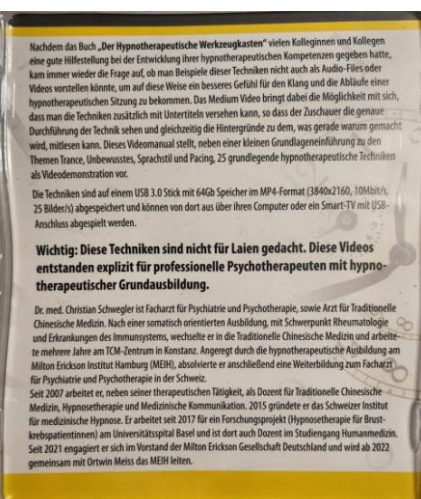 Nachdem das Buch „Der Hypnotherapeutische Werkzeugkasten" vielen Kolleginnen und Kollegen
eine gute Hilfestellung bei der Entwicklung ihrer hypnotherapeutischen Kompetenzen gegeben hatte,
kam immer wieder die Frage auf, ob man Beispiele dieser Techniken nicht auch als Audio-Files oder
Videos vorstellen könnte, um auf diese Weise ein besseres Gefühl für den Klang und die Abläufe einer
hypnotherapeutischen Sitzung zu bekommen. Das Medium Video bringt dabei die Möglichkeit mit sich,
dass man die Techniken zusätzlich mit Untertiteln versehen kann, so dass der Zuschauer die genaue
Durchführung der Technik sehen und gleichzeitig die Hintergründe zu dem, was gerade warum gemacht
wird, mitlesen kann. Dieses Videomanual stellt, neben einer kleinen Grundlageneinführung zu den
Themen Trance, Unbewusstes, Sprachstil und Pacing, 25 grundlegende hypnotherapeutische Techniken
als Videodemonstration vor.
Die Techniken sind auf einem USB 3.0 Stick mit 64Gb Speicher im MP4-Format (3840x2160, 10Mbit/s,
25 Bilder/s) abgespeichert und können von dort aus über ihren Computer oder ein Smart-TV mit USB-
Anschluss abgespielt werden.
Wichtig: Diese Techniken sind nicht für Laien gedacht. Diese Videos
entstanden explizit für professionelle Psychotherapeuten mit hypno-
therapeutischer Grundausbildung.
Dr. med. Christian Schwegler ist Facharzt für Psychiatrie und Psychotherapie, sowie Arzt für Traditionelle
Chinesische Medizin. Nach einer somatisch orientierten Ausbildung, mit Schwerpunkt Rheumatologie
und Erkrankungen des Immunsystems, wechselte er in die Traditionelle Chinesische Medizin und arbeite-
te mehrere Jahre am TCM-Zentrum in Konstanz. Angeregt durch die hypnotherapeutische Ausbildung am
Milton Erickson Institut Hamburg (MEIH), absolvierte er anschließend eine Weiterbildung zum Facharzt
für Psychiatrie und Psychotherapie in der Schweiz.
Seit 2007 arbeitet er, neben seiner therapeutischen Tätigkeit, als Dozent für Traditionelle Chinesische
Medizin, Hypnosetherapie und Medizinische Kommunikation. 2015 gründete er das Schweizer Institut
für medizinische Hypnose. Er arbeitet seit 2017 für ein Forschungsprojekt (Hypnosetherapie für Brust-
krebspatientinnen) am Universitätsspital Basel und ist dort auch Dozent im Studiengang Humanmedizin.
Seit 2021 engagiert er sich im Vorstand der Milton Erickson Gesellschaft Deutschland und wird ab 2022
gemeinsam mit Ortwin Meiss das MEIH leiten.